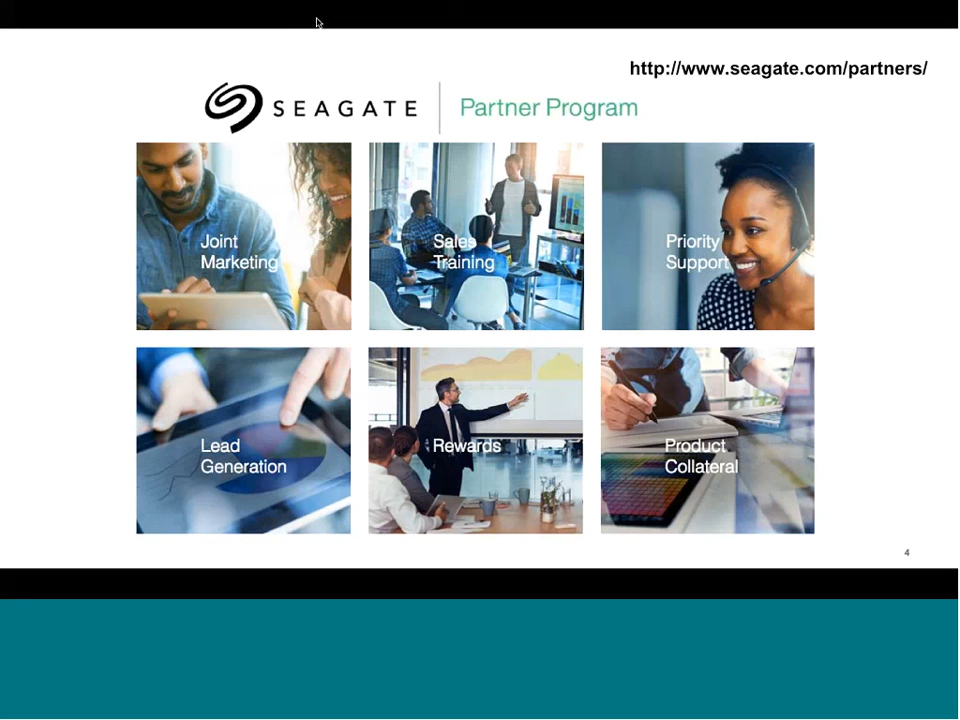 http://www.seagate.com/partners/
SEAGATE
Partner Program
Joint
Marketing
Sales
Training
Priority
Support
Lead
Generation
Rewards
Product
Collateral
4